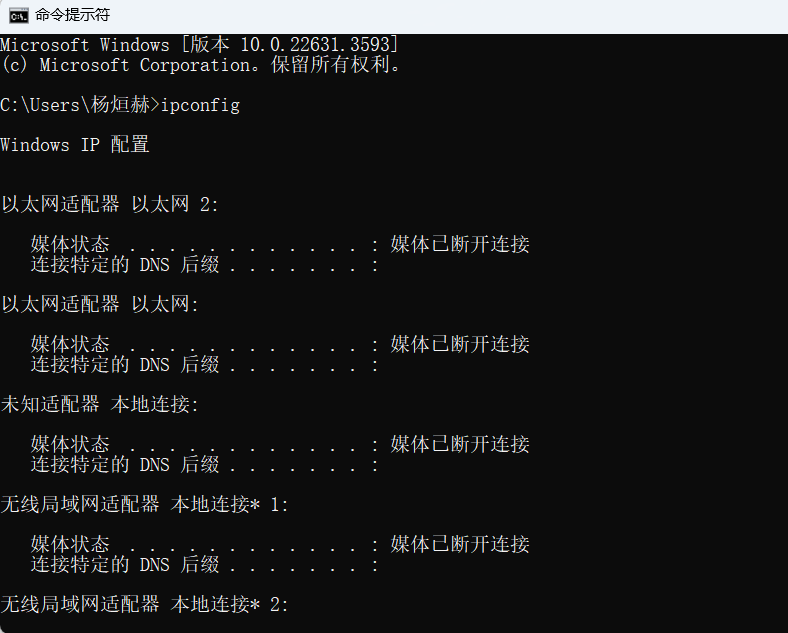 命令提示符
Microsoft Windows [版本 10.0.22631.3593]
(c) Microsoft Corporation。保留所有权利。
C:\Users\杨烜赫>ipconfig
Windows IP 配置
以太网适配器 以太网 2:
媒体状态 . . . . . . . . . . . . : 媒体已断开连接
连接特定的 DNS 后缀 . . . . . . . :
以太网适配器 以太网:
媒体状态 . . . . . . . . . . . . : 媒体已断开连接
连接特定的 DNS 后缀 . . . . . . . :
未知适配器 本地连接:
媒体状态 . . . . . . . . . . . . : 媒体已断开连接
连接特定的 DNS 后缀 . . . . . . . :
无线局域网适配器 本地连接* 1:
媒体状态 . . . . . . . . . . . . : 媒体已断开连接
连接特定的 DNS 后缀 . . . . . . . :
无线局域网适配器 本地连接* 2: